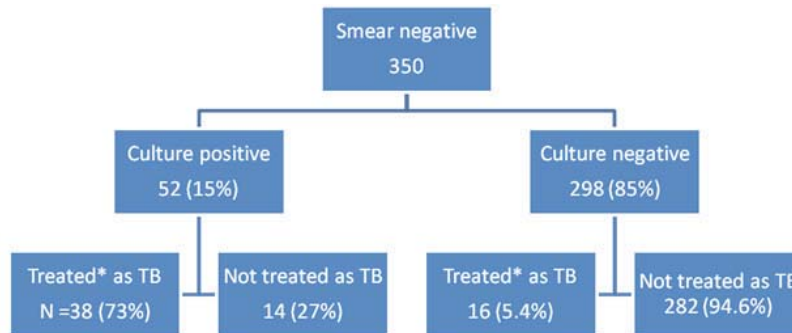 Smear negative
350
Culture positive
52 (15%)
Culture negative
298 (85%)
Treated* as TB
N =38 (73%)
Not treated as TB
14 (27%)
Treated* as TB
16 (5.4%)
Not treated as TB
282 (94.6%)